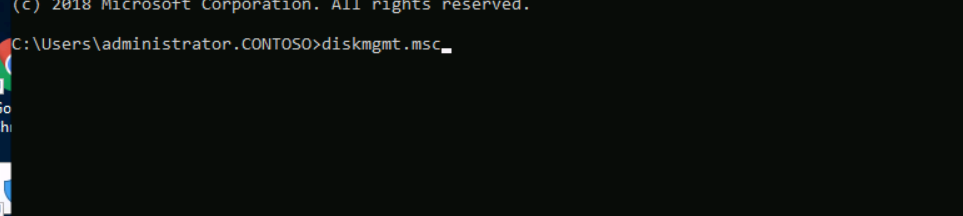 (c) 2018 Microsoft Corporation. All rights reserved.
C:\Users\administrator.CONTOSO>diskmgmt.msc